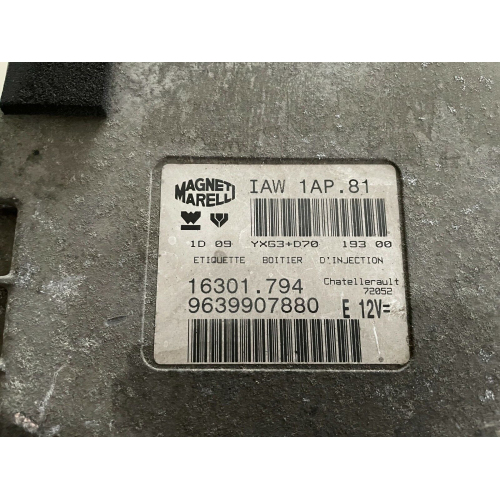 MAGNETI MARELLI
IAW 1AP.81
1D 09 YXG3+D70 193 00
ETIQUETTE BOITIER D'INJECTION
16301.794 Chatellerault
72052
9639907880 E 12V=